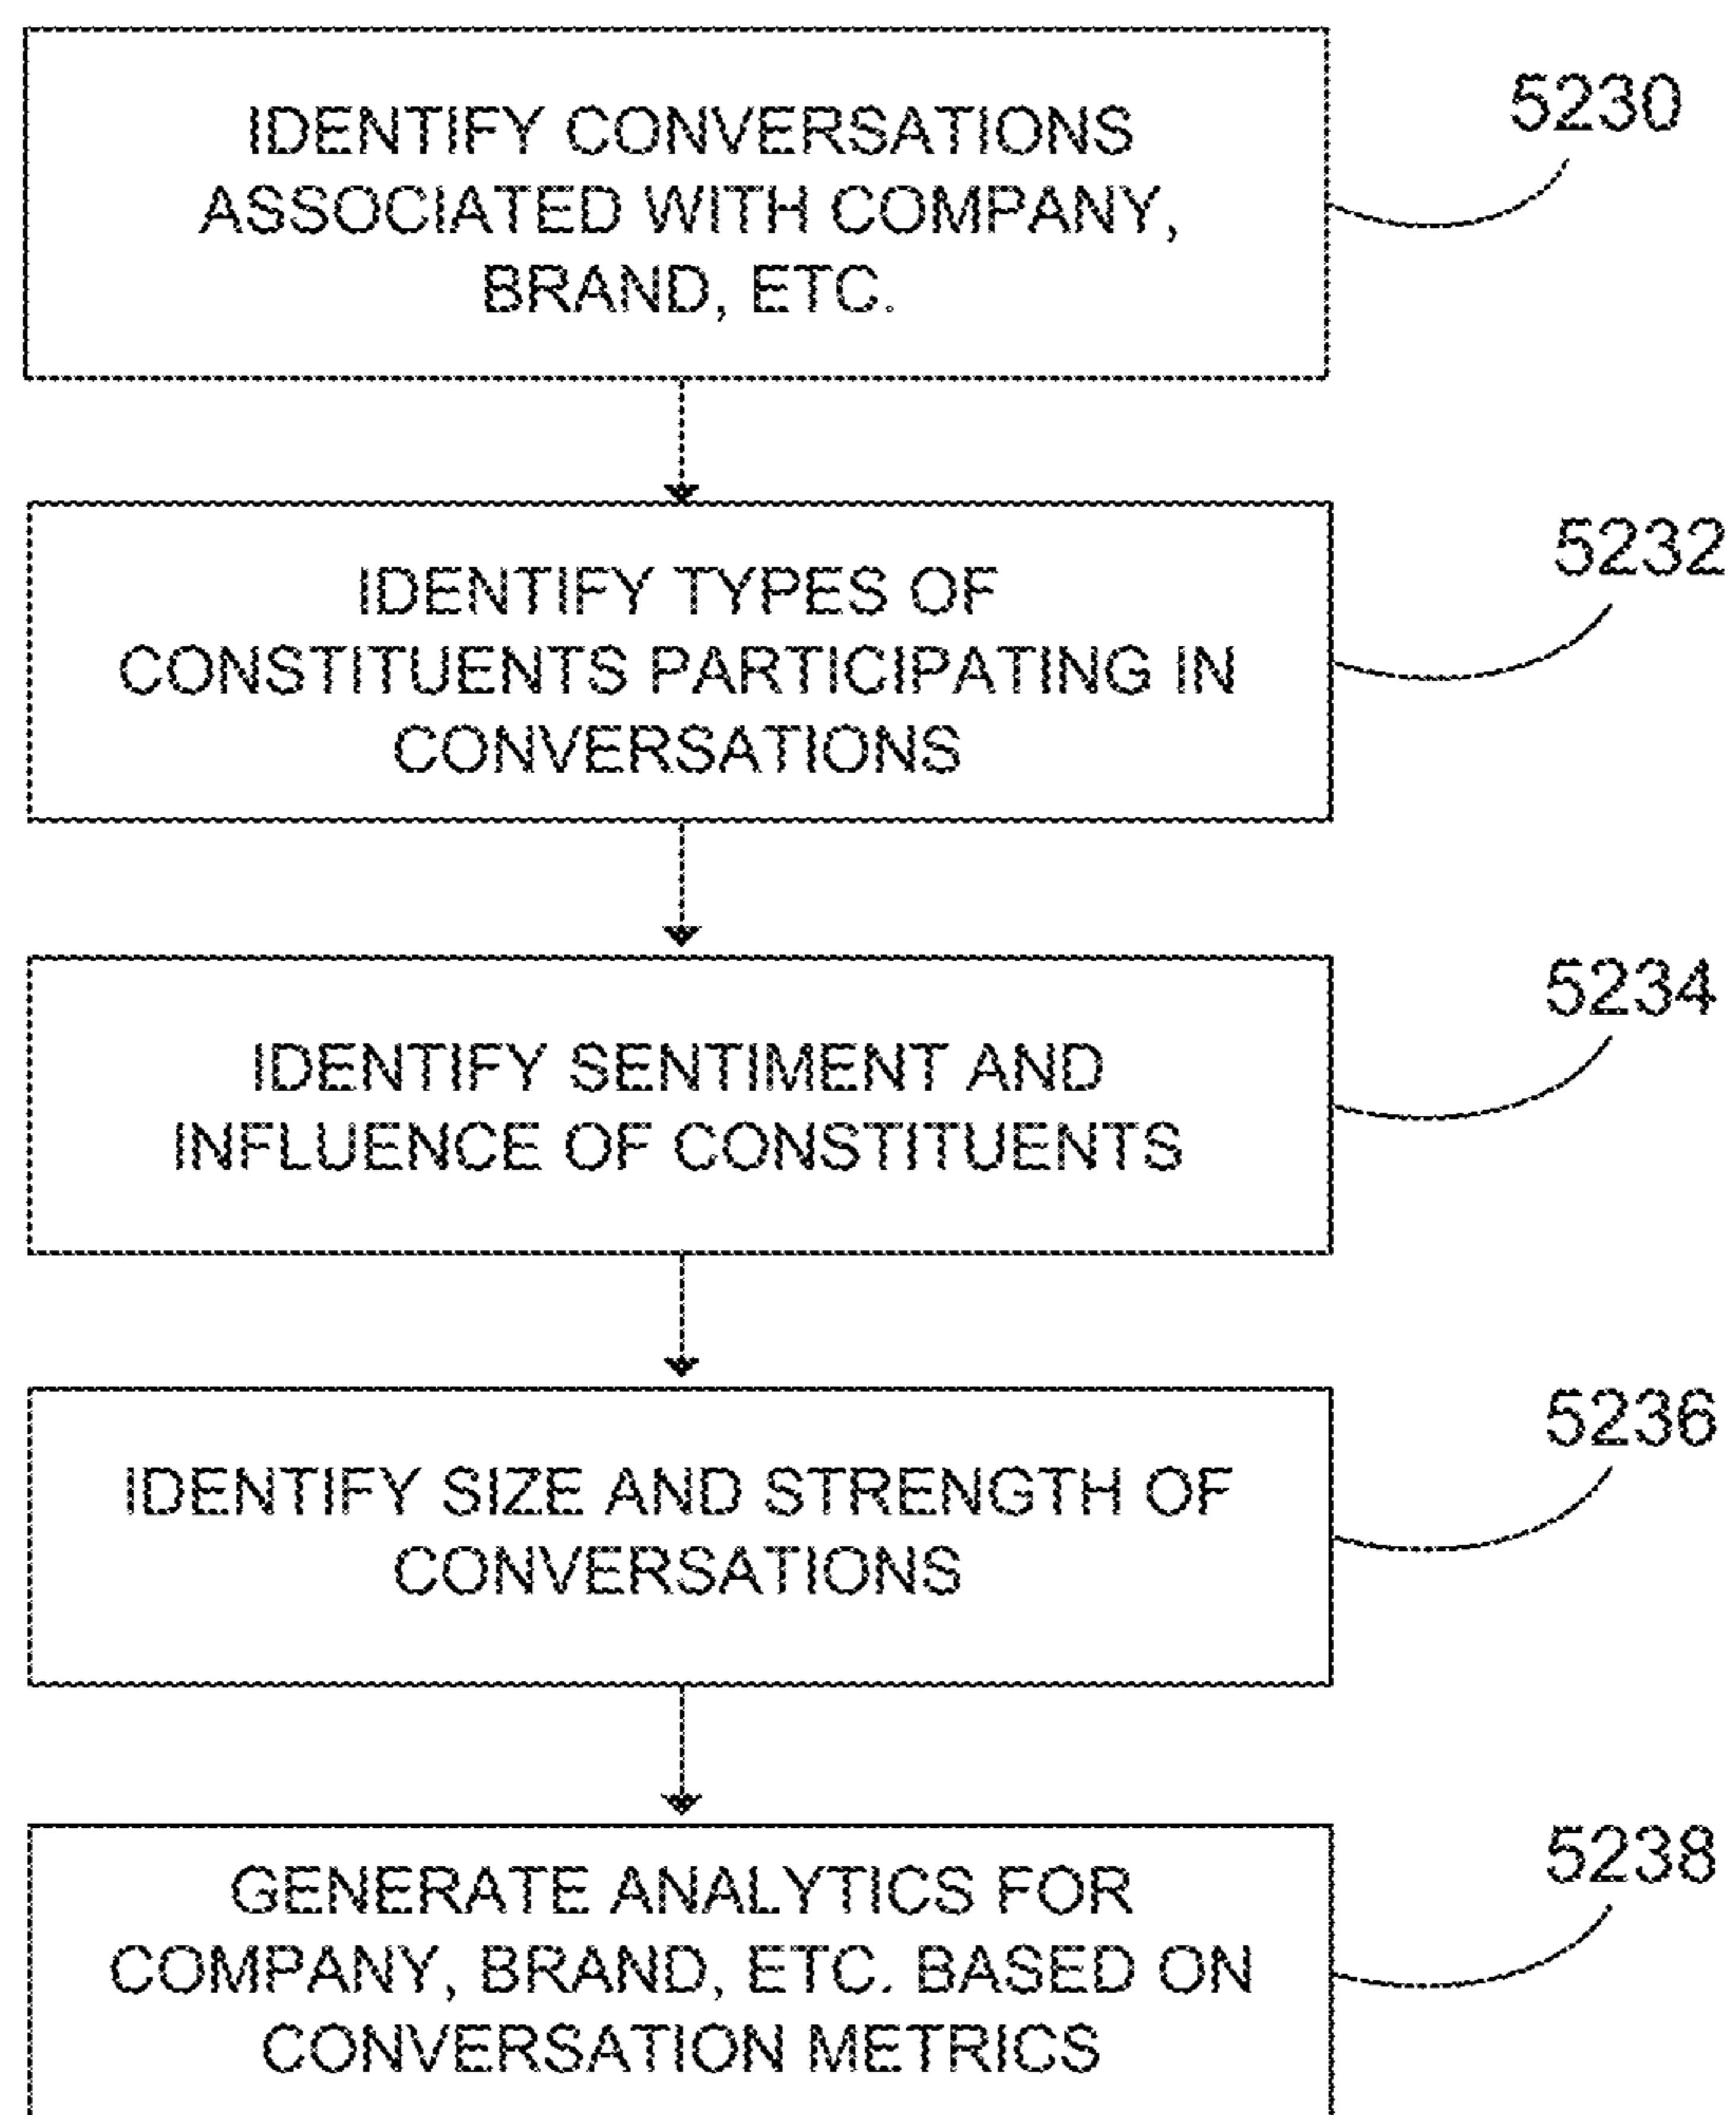 IDENTIFY CONVERSATIONS
ASSOCIATED WITH COMPANY,
BRAND, ETC.
5230
IDENTIFY TYPES OF
CONSTITUENTS PARTICIPATING IN
CONVERSATIONS
5232
IDENTIFY SENTIMENT AND
INFLUENCE OF CONSTITUENTS
5234
IDENTIFY SIZE AND STRENGTH OF
CONVERSATIONS
5236
GENERATE ANALYTICS FOR
COMPANY, BRAND, ETC. BASED ON
CONVERSATION METRICS
5238